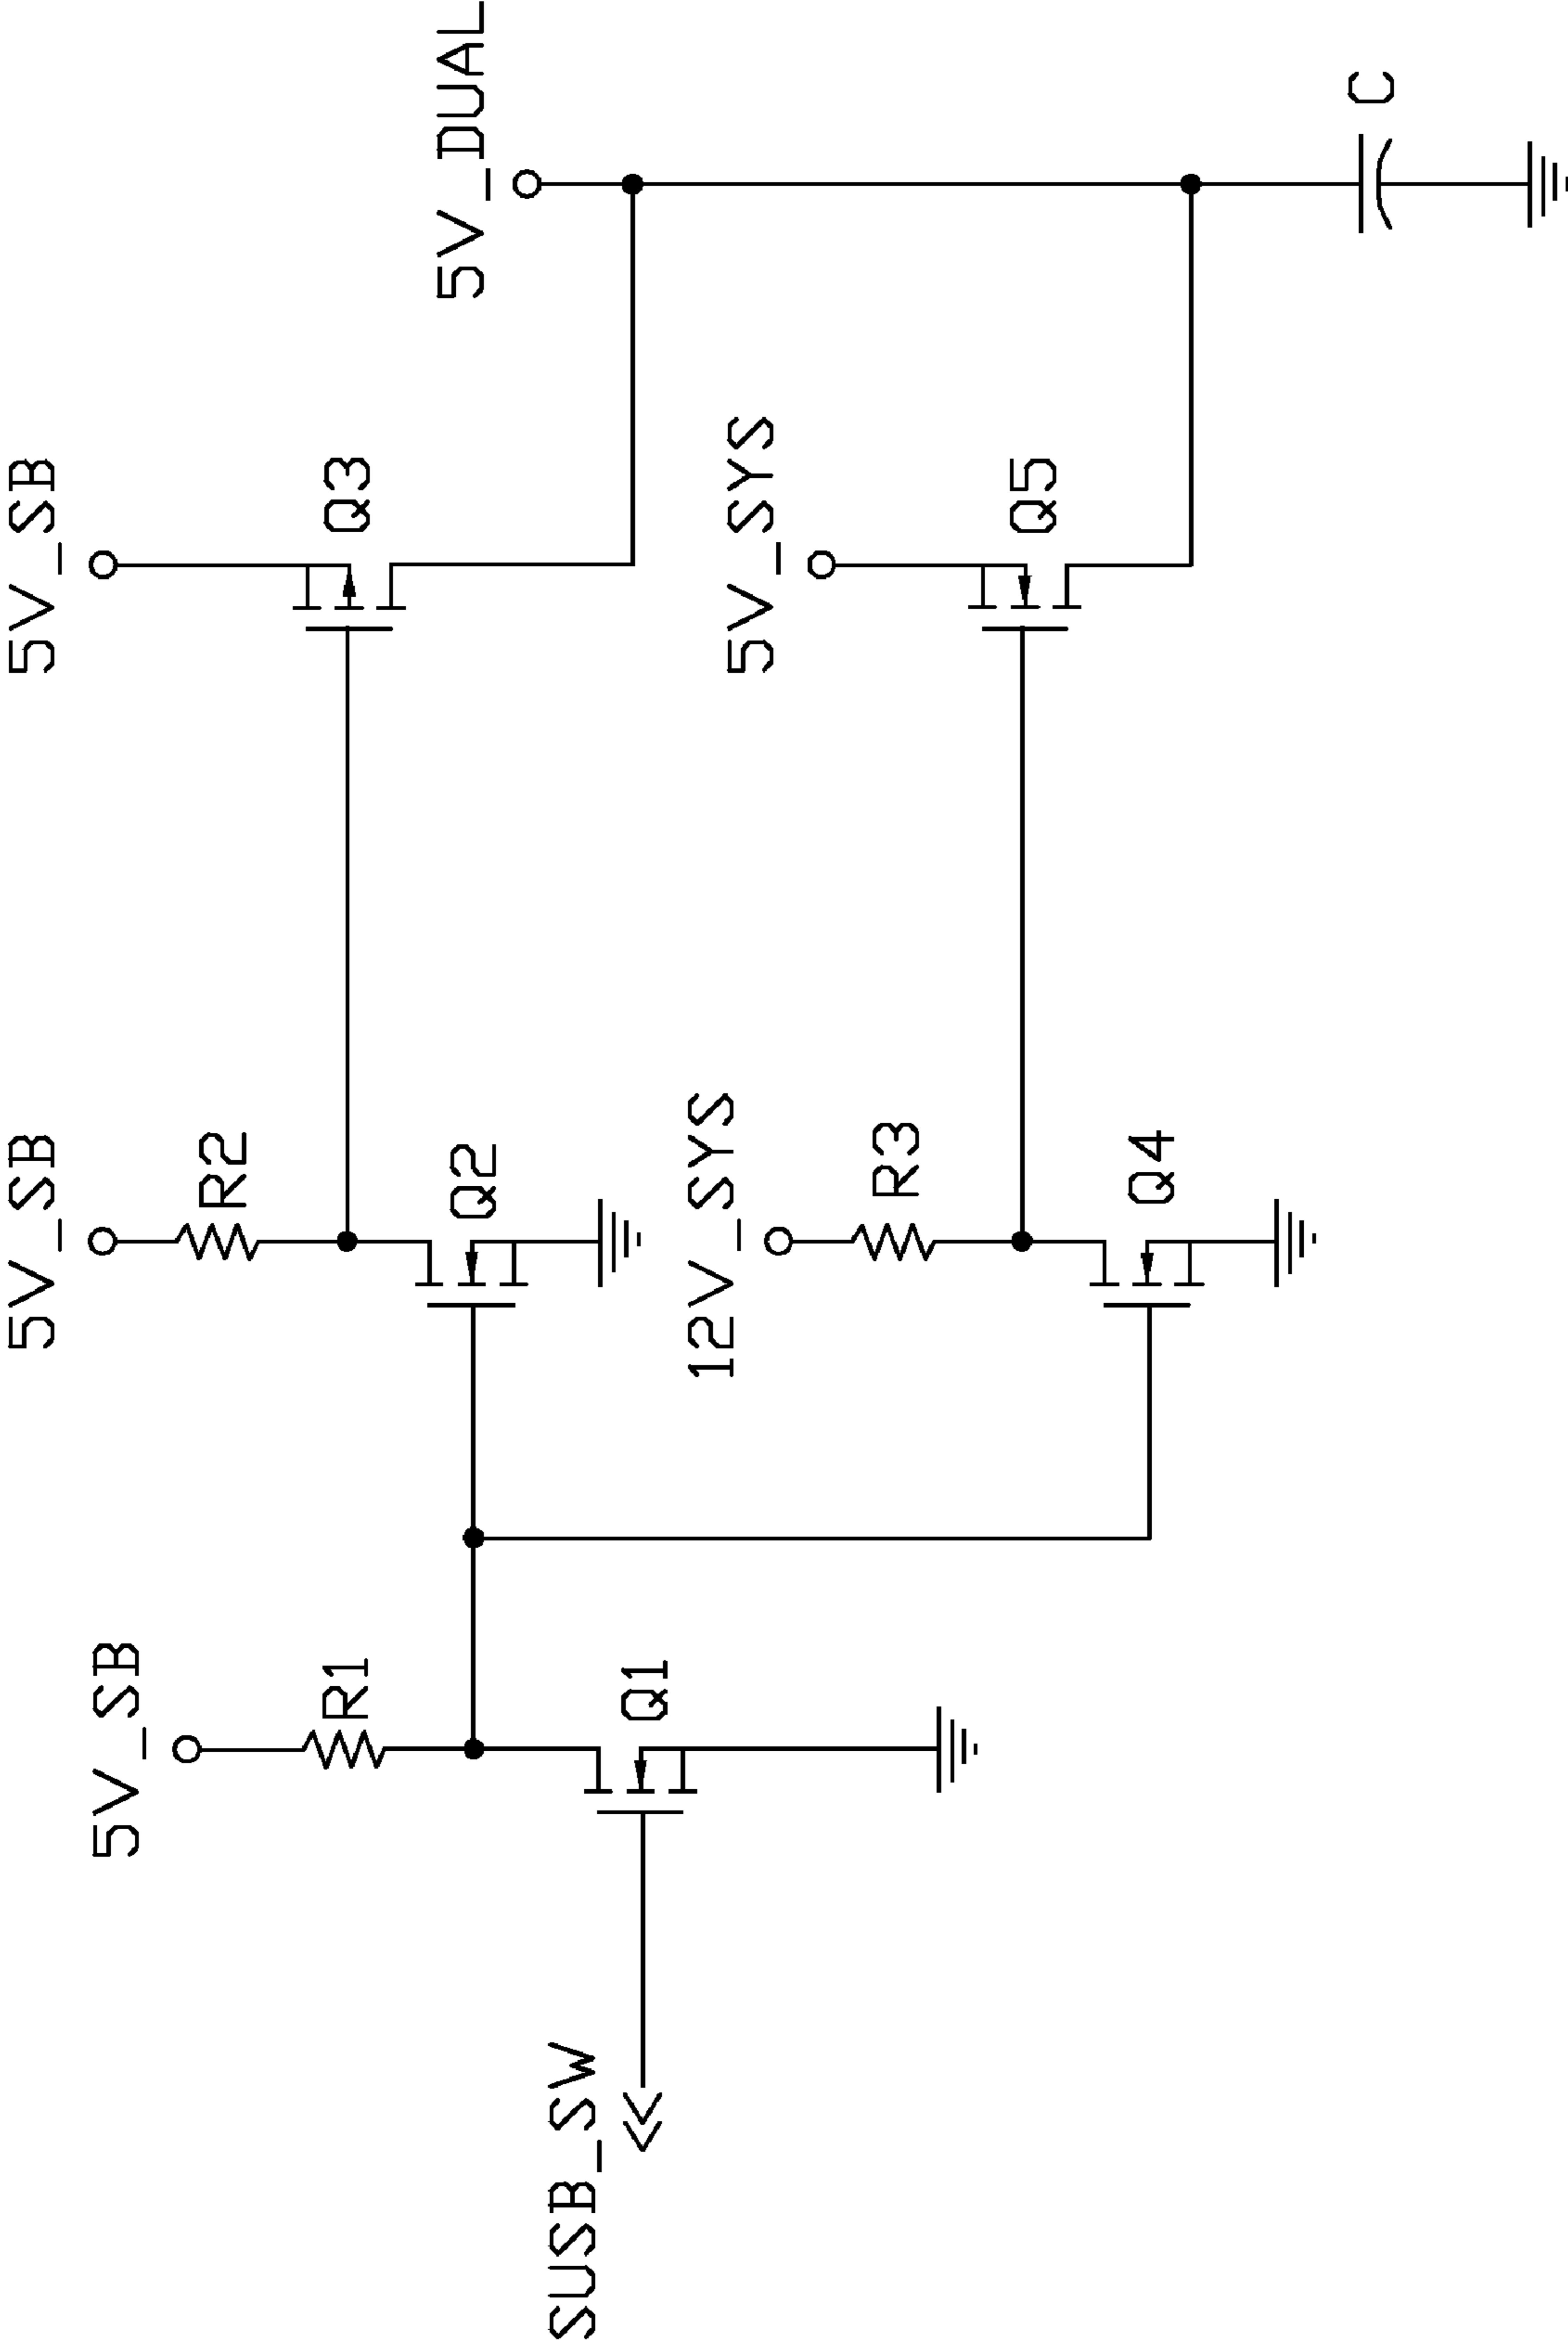 5V_SB
5V_SB
5V_SB
R1
R2
Q3
5V_DUAL
Q2
SUSB_SW
Q1
12V_SYS
5V_SYS
R3
Q5
Q4
C